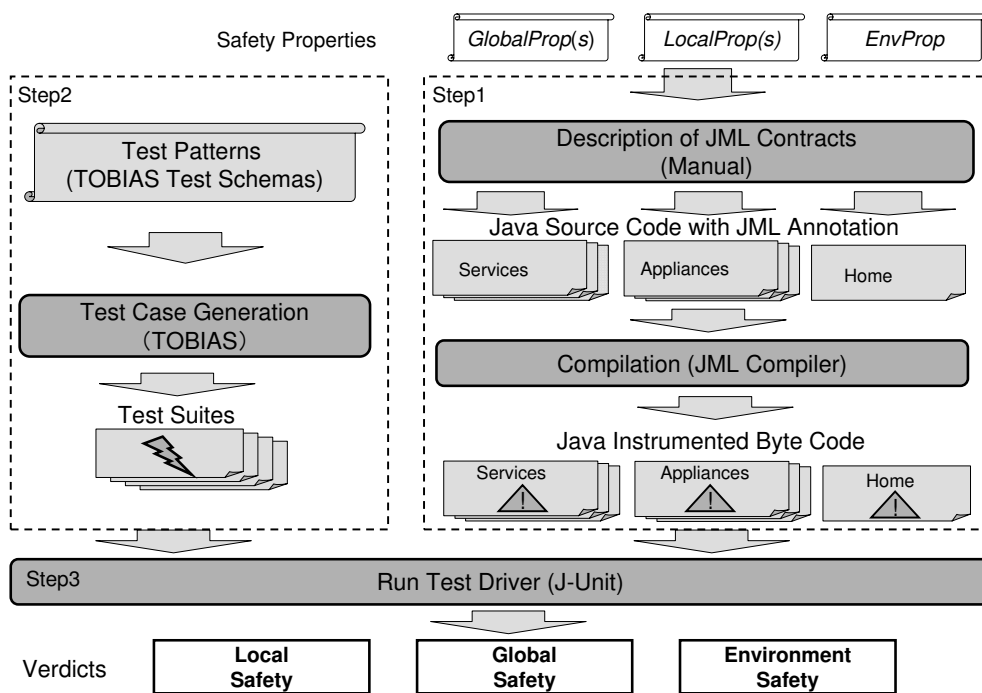 Safety Properties
GlobalProp(s)
LocalProp(s)
EnvProp
Step2
Test Patterns
(TOBIAS Test Schemas)
Test Case Generation
（TOBIAS）
Test Suites
Step1
Description of JML Contracts
(Manual)
Java Source Code with JML Annotation
Services
Appliances
Home
Compilation (JML Compiler)
Java Instrumented Byte Code
Services
!
Appliances
!
Home
!
Step3
Run Test Driver (J-Unit)
Verdicts
Local
Safety
Global
Safety
Environment
Safety